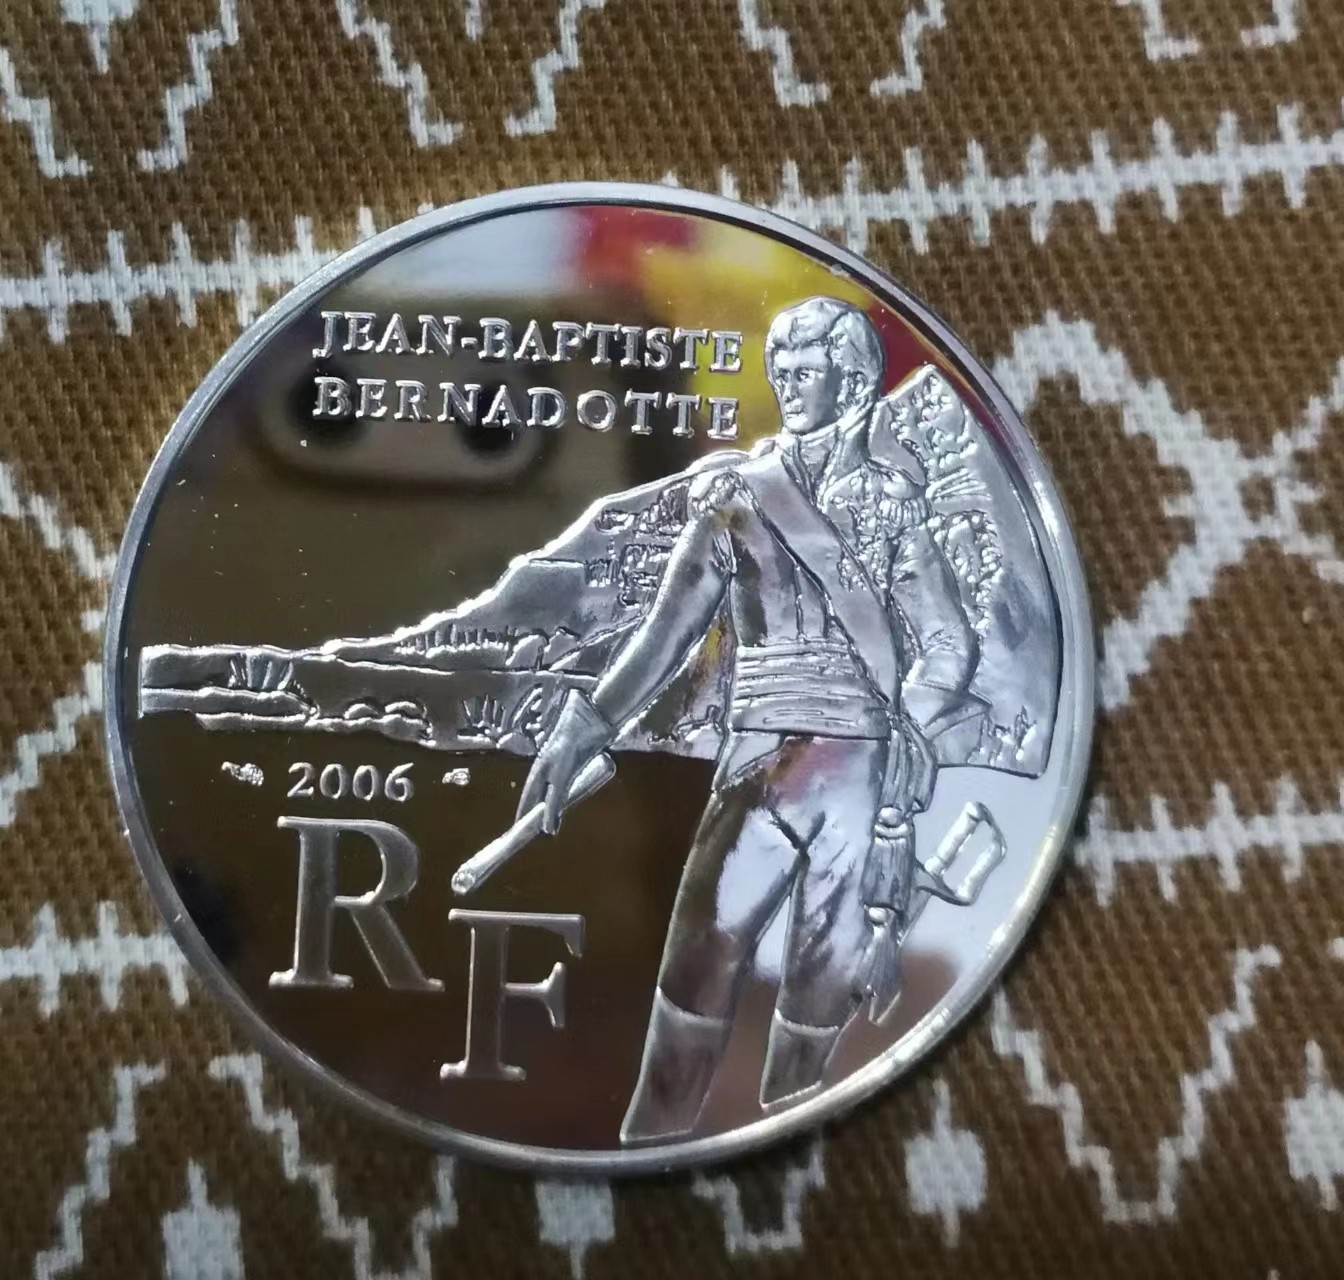 JEAN-BAPTISTE
BERNADOTTE
2006
RF